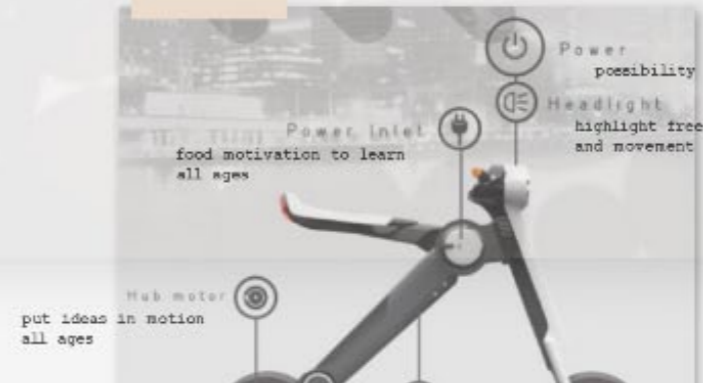 Power
possibility
Headlight
highlight free
and movement
Power Inlet
food motivation to learn
all ages
Hub motor
put ideas in motion
all ages